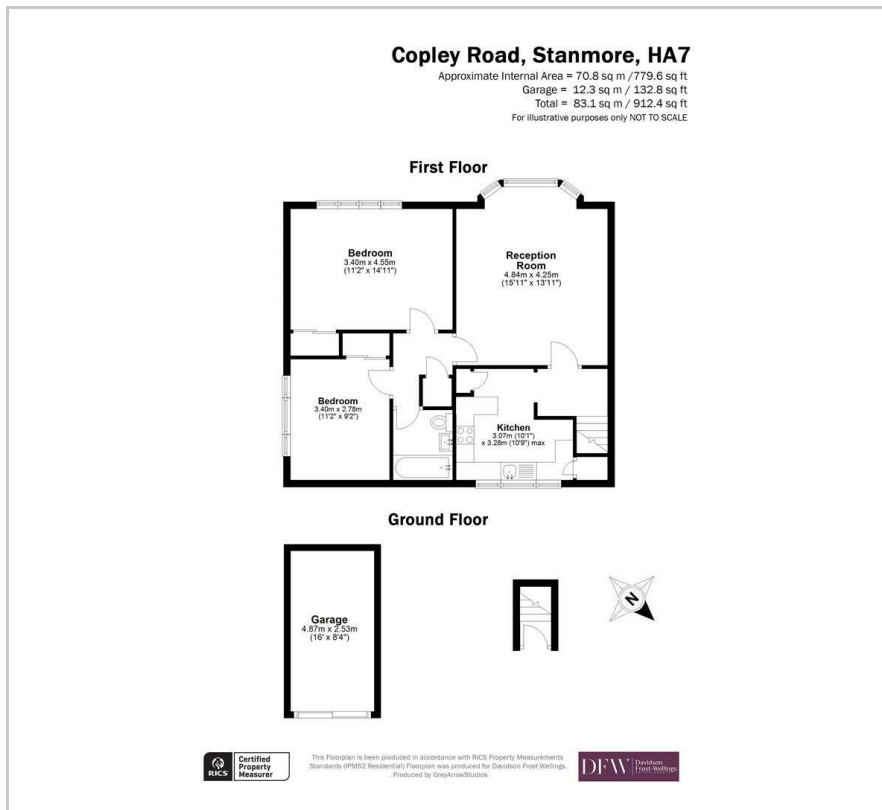 Copley Road, Stanmore, HA7
Approximate Internal Area = 70.8 sq m /779.6 sq ft
Garage = 12.3 sq m / 132.8 sq ft
Total = 83.1 sq m / 912.4 sq ft
For illustrative purposes only NOT TO SCALE
First Floor
Bedroom
3.40m x 4.55m
(11'2" x 14'11")
Reception
Room
4.84m x 4.25m
(15'11" x 13'11")
Bedroom
3.40m x 2.78m
(11'2" x 9'2")
Kitchen
3.07m (10'1")
x 3.28m (10'9") max
Ground Floor
Garage
4.87m x 2.53m
(16' x 8'4")
N
RICS
Certified
Property
Measurer
This Floorplan is been produced in accordance with RICS Property Measurements
Standards (IPMS2 Residential) Floorplan was produced for Davidson Frost-Wellings.
. Produced by GreyArrowStudios.
DFW
Davidson
Frost-Wellings